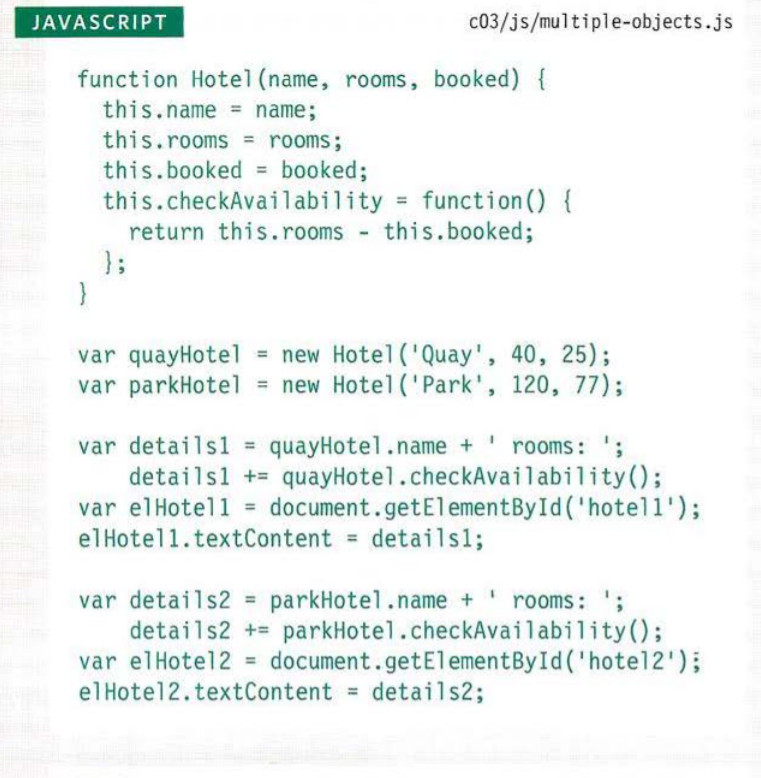 JAVASCRIPT c03/js/multiple-objects.js
function Hotel(name, rooms, booked) {
  this.name = name;
  this.rooms = rooms;
  this.booked = booked;
  this.checkAvailability = function() {
    return this.rooms - this.booked;
  };
}
var quayHotel = new Hotel('Quay', 40, 25);
var parkHotel = new Hotel('Park', 120, 77);
var details1 = quayHotel.name + ' rooms: ';
    details1 += quayHotel.checkAvailability();
var elHotel1 = document.getElementById('hotel1');
elHotel1.textContent = details1;
var details2 = parkHotel.name + ' rooms: ';
    details2 += parkHotel.checkAvailability();
var elHotel2 = document.getElementById('hotel2');
elHotel2.textContent = details2;